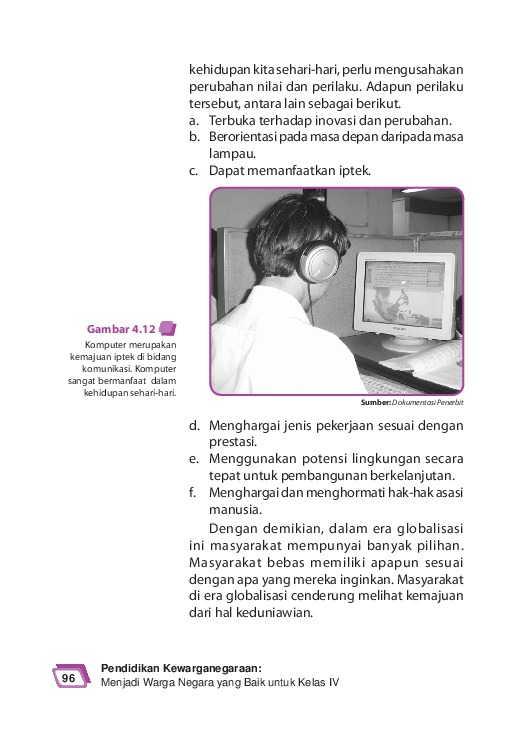 kehidupan kita sehari-hari, perlu mengusahakan
perubahan nilai dan perilaku. Adapun perilaku
tersebut, antara lain sebagai berikut.
a. Terbuka terhadap inovasi dan perubahan.
b. Berorientasi pada masa depan daripada masa
lampau.
c. Dapat memanfaatkan iptek.
Gambar 4.12
Komputer merupakan
kemajuan iptek di bidang
komunikasi. Komputer
sangat bermanfaat dalam
kehidupan sehari-hari.
Sumber: Dokumentasi Penerbit
d. Menghargai jenis pekerjaan sesuai dengan
prestasi.
e. Menggunakan potensi lingkungan secara
tepat untuk pembangunan berkelanjutan.
f. Menghargai dan menghormati hak-hak asasi
manusia.
Dengan demikian, dalam era globalisasi
ini masyarakat mempunyai banyak pilihan.
Masyarakat bebas memiliki apapun sesuai
dengan apa yang mereka inginkan. Masyarakat
di era globalisasi cenderung melihat kemajuan
dari hal keduniawian.
96
Pendidikan Kewarganegaraan:
Menjadi Warga Negara yang Baik untuk Kelas IV